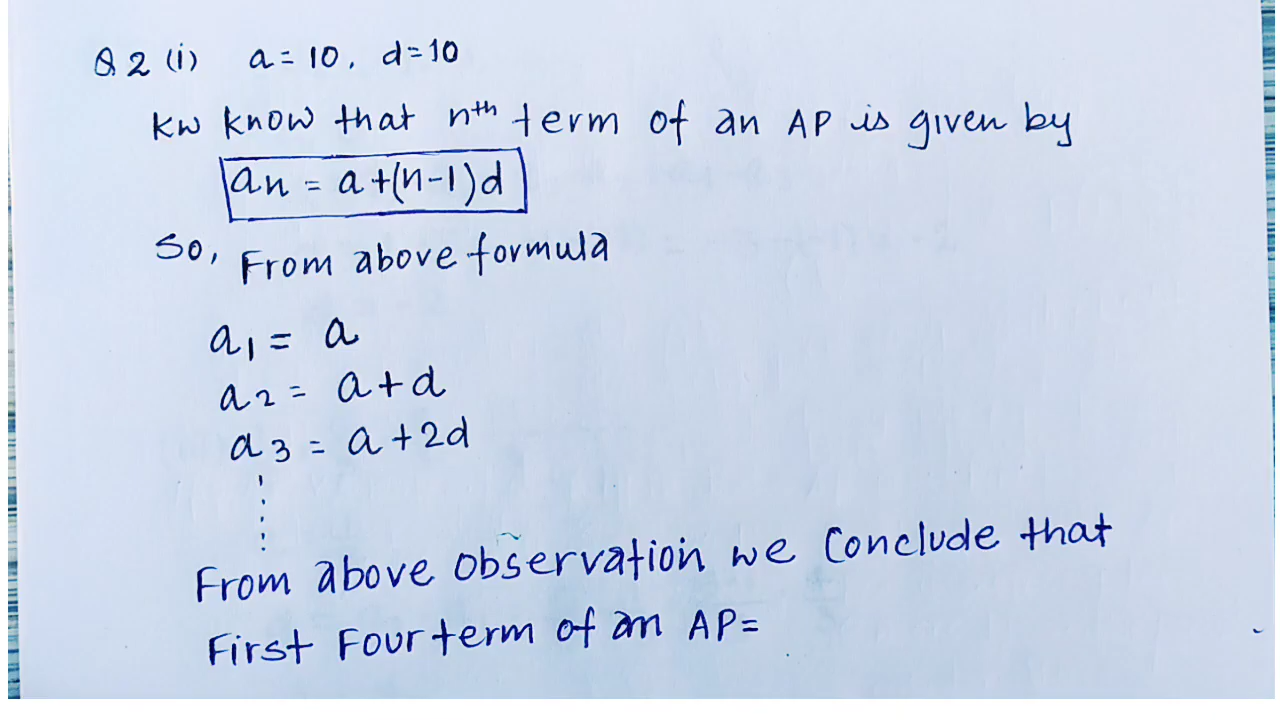 Q 2 (i) a = 10, d = 10
Kw know that nth term of an AP is given by
an = a + (n-1)d
So, From above formula
a1 = a
a2 = a + d
a3 = a + 2d
From above observation we Conclude that
First Four term of an AP =